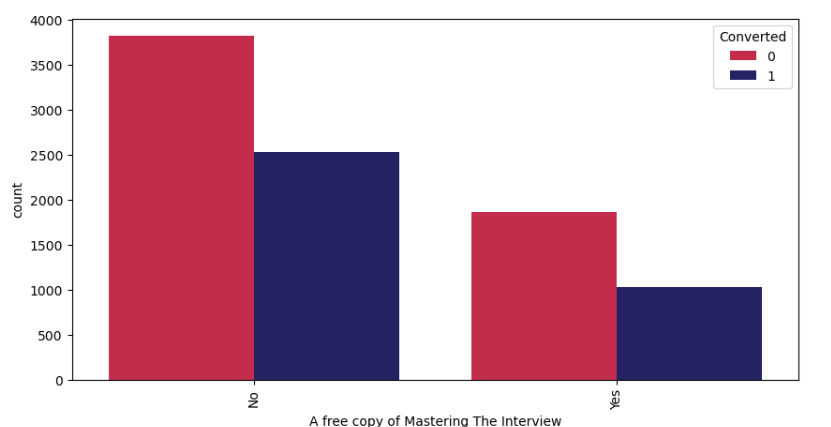 4000
3500
3000
2500
2000
1500
1000
500
0
count
Converted
0
1
No
Yes
A free copy of Mastering The Interview